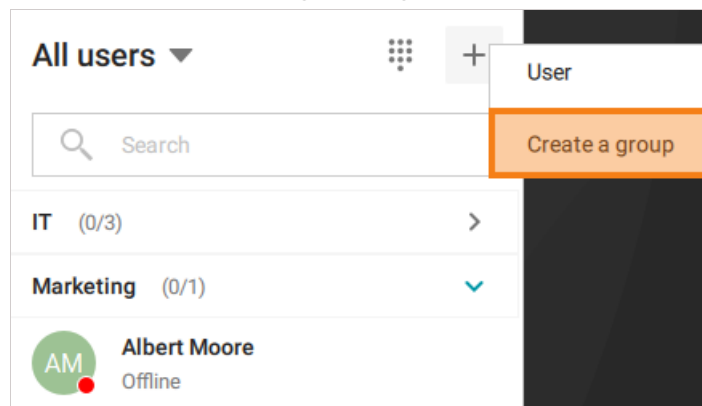 All users
User
Search
Create a group
IT (0/3)
Marketing (0/1)
AM
Albert Moore
Offline